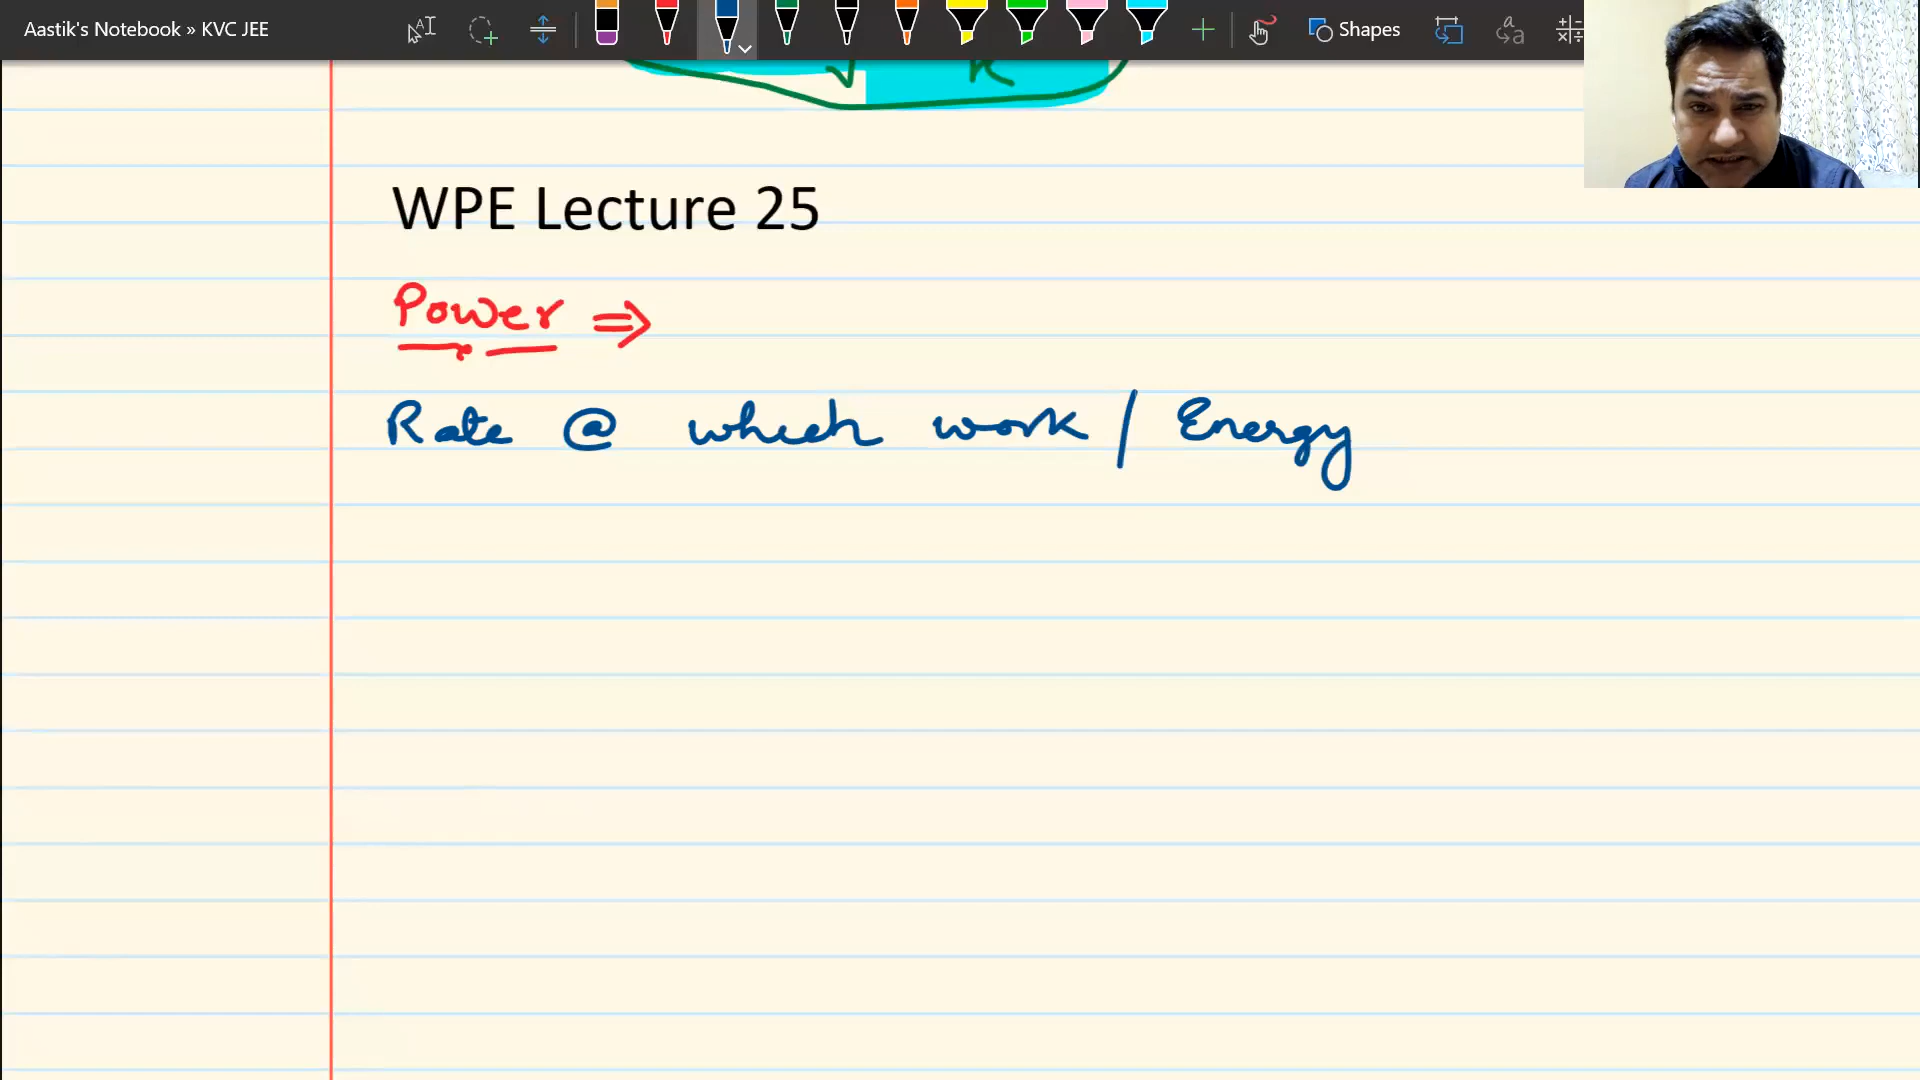 Aastik's Notebook » KVC JEE
Shapes
WPE Lecture 25
Power ⇒
Rate @ which work / Energy